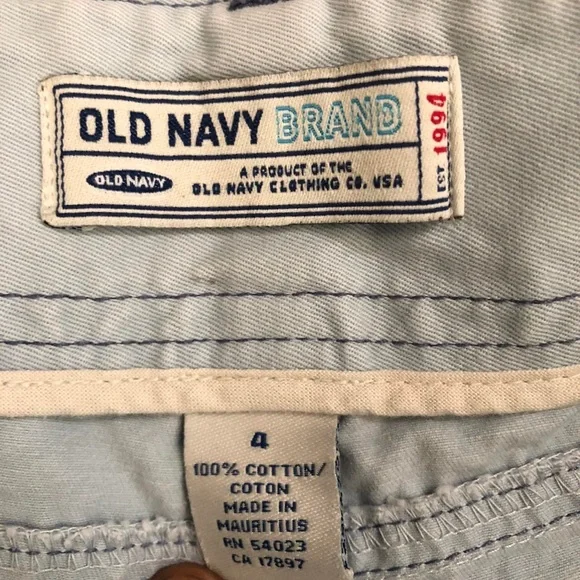 OLD NAVY BRAND
OLD NAVY
A PRODUCT OF THE
OLD NAVY CLOTHING CO. USA
EST 1994
4
100% COTTON/
COTON
MADE IN
MAURITIUS
RN 54023
CA 17897